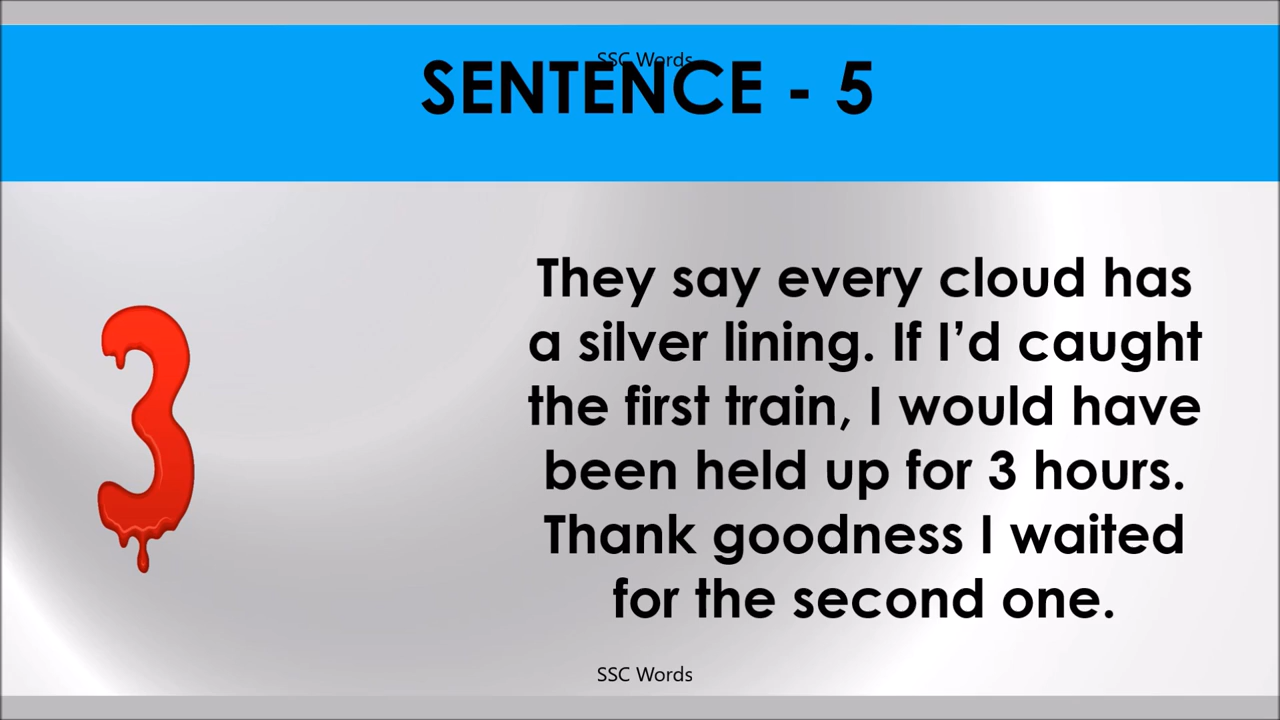 SSC Words
SENTENCE - 5
3
They say every cloud has
a silver lining. If I’d caught
the first train, I would have
been held up for 3 hours.
Thank goodness I waited
for the second one.
SSC Words